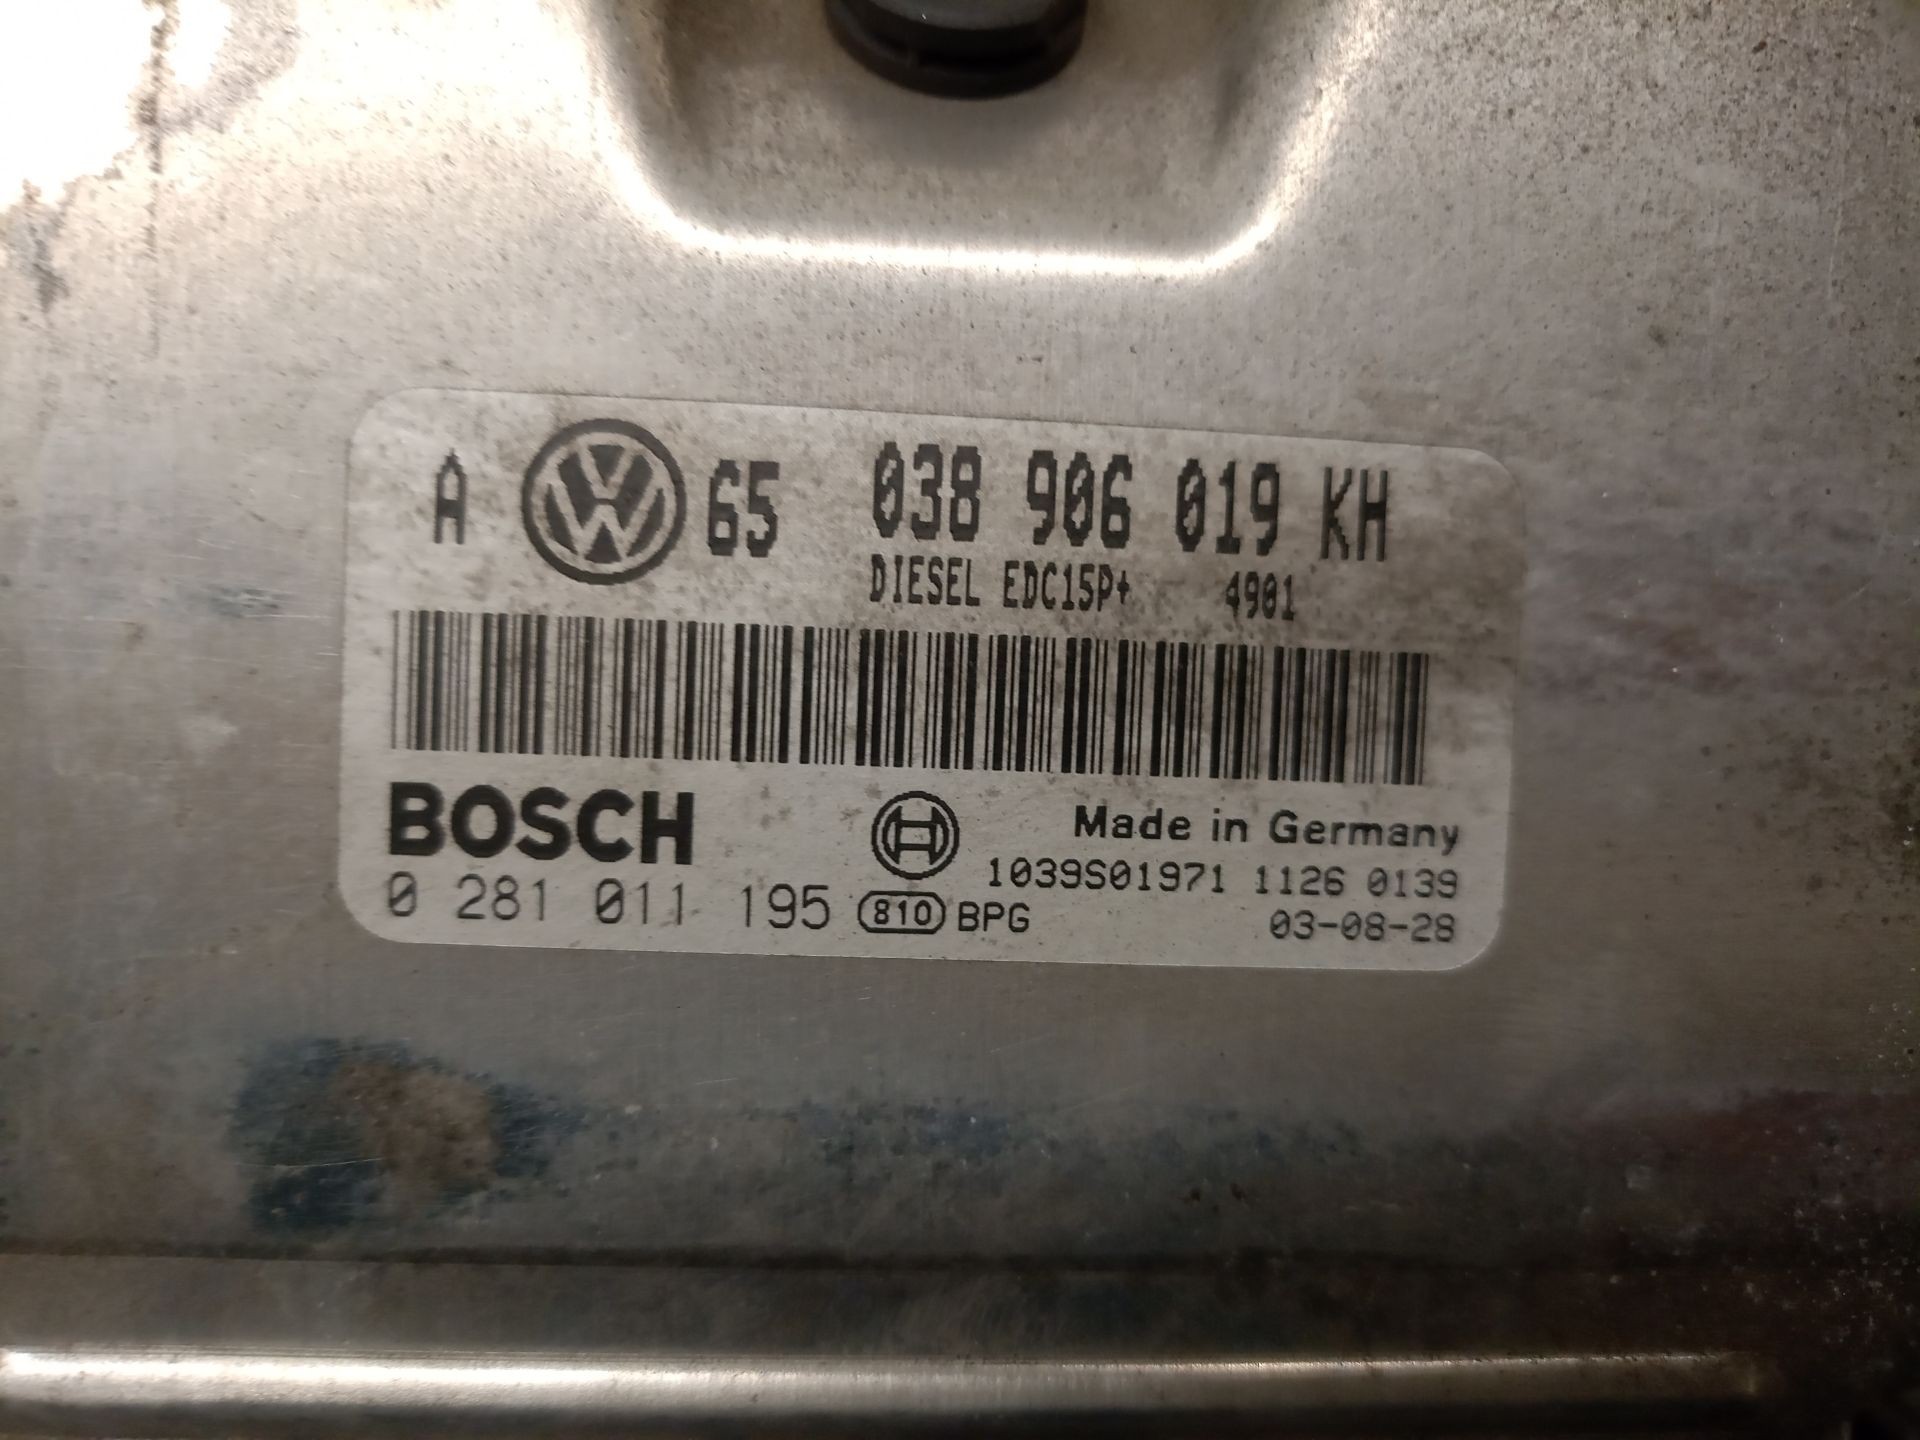 A VW 65 038 906 019 KH
DIESEL EDC15P+ 4901
BOSCH Made in Germany
1039S01971 1126 0139
0 281 011 195 810 BPG 03-08-28